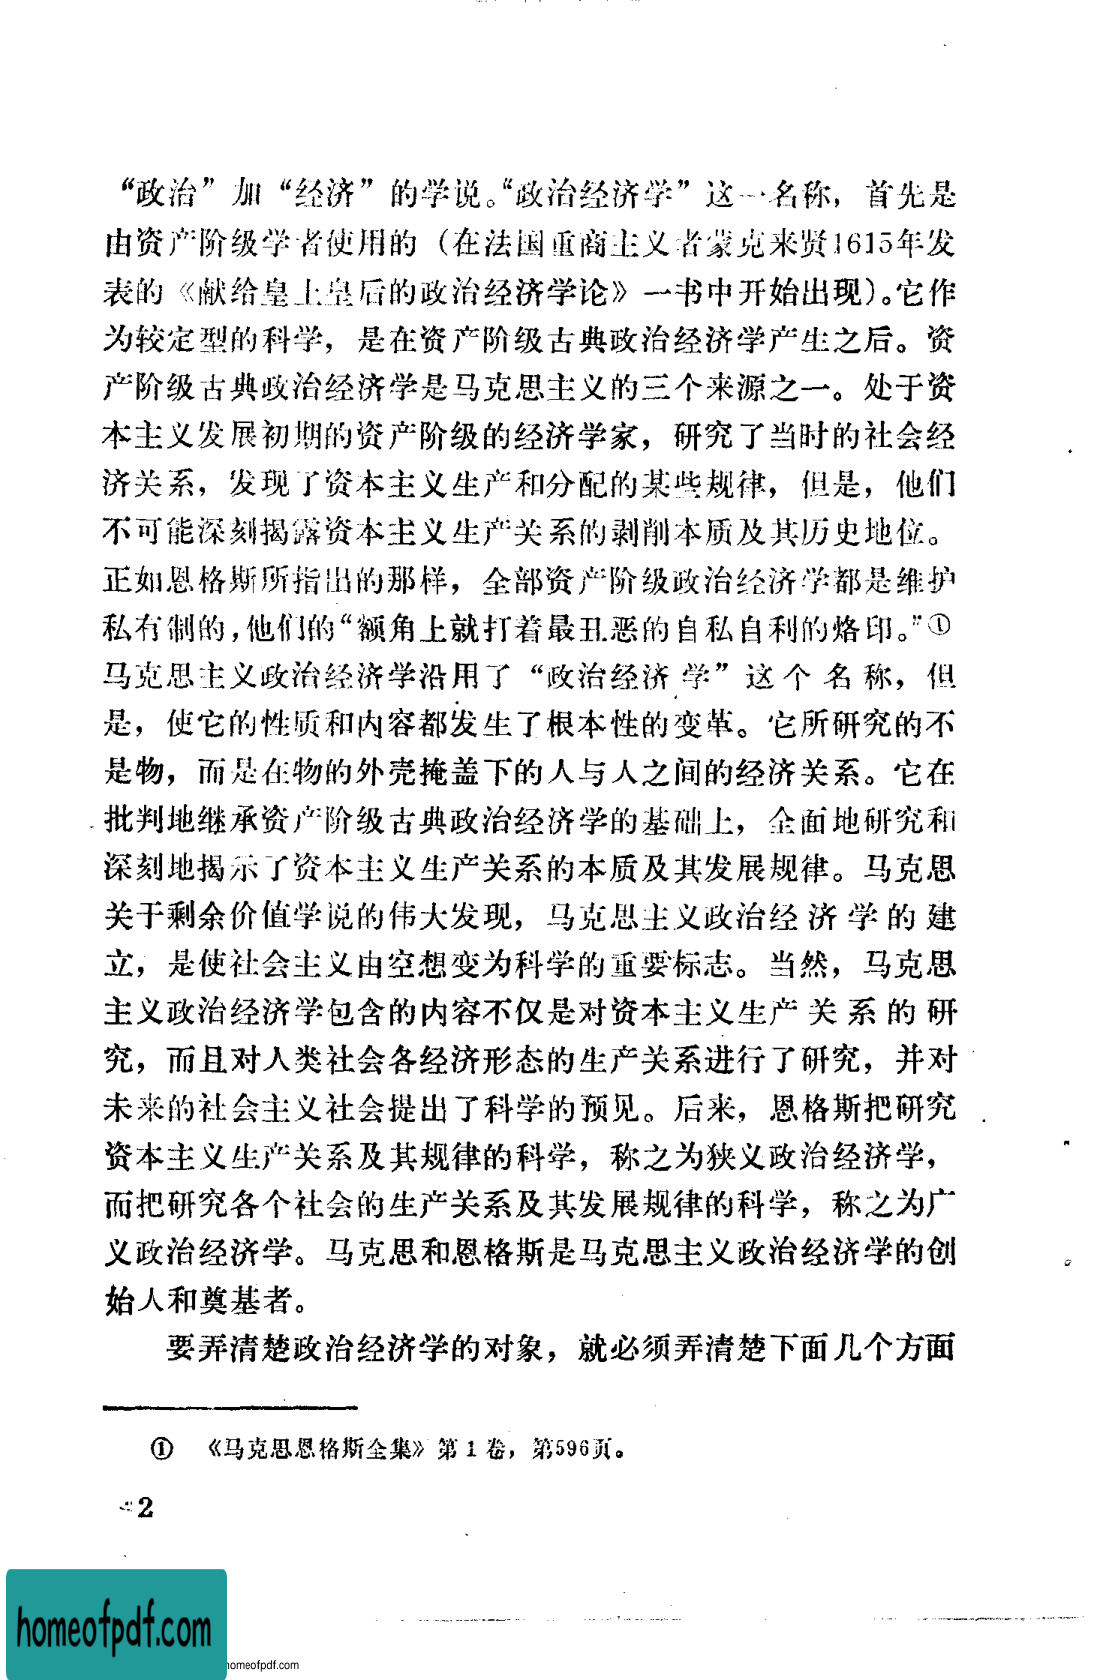 “政治”加“经济”的学说。“政治经济学”这一名称，首先是
由资产阶级学者使用的（在法国重商主义者蒙克来贤1615年发
表的《献给皇上皇后的政治经济学论》一书中开始出现）。它作
为较定型的科学，是在资产阶级古典政治经济学产生之后。资
产阶级古典政治经济学是马克思主义的三个来源之一。处于资
本主义发展初期的资产阶级的经济学家，研究了当时的社会经
济关系，发现了资本主义生产和分配的某些规律，但是，他们
不可能深刻揭露资本主义生产关系的剥削本质及其历史地位。
正如恩格斯所指出的那样，全部资产阶级政治经济学都是维护
私有制的，他们的“额角上就打着最丑恶的自私自利的烙印。”①
马克思主义政治经济学沿用了“政治经济学”这个名称，但
是，使它的性质和内容都发生了根本性的变革。它所研究的不
是物，而是在物的外壳掩盖下的人与人之间的经济关系。它在
批判地继承资产阶级古典政治经济学的基础上，全面地研究和
深刻地揭示了资本主义生产关系的本质及其发展规律。马克思
关于剩余价值学说的伟大发现，马克思主义政治经济学的建
立，是使社会主义由空想变为科学的重要标志。当然，马克思
主义政治经济学包含的内容不仅是对资本主义生产关系的研
究，而且对人类社会各经济形态的生产关系进行了研究，并对
未来的社会主义社会提出了科学的预见。后来，恩格斯把研究
资本主义生产关系及其规律的科学，称之为狭义政治经济学，
而把研究各个社会的生产关系及其发展规律的科学，称之为广
义政治经济学。马克思和恩格斯是马克思主义政治经济学的创
始人和奠基者。
要弄清楚政治经济学的对象，就必须弄清楚下面几个方面
① 《马克思恩格斯全集》第1卷，第596页。
2
homeofpdf.com
homeofpdf.com